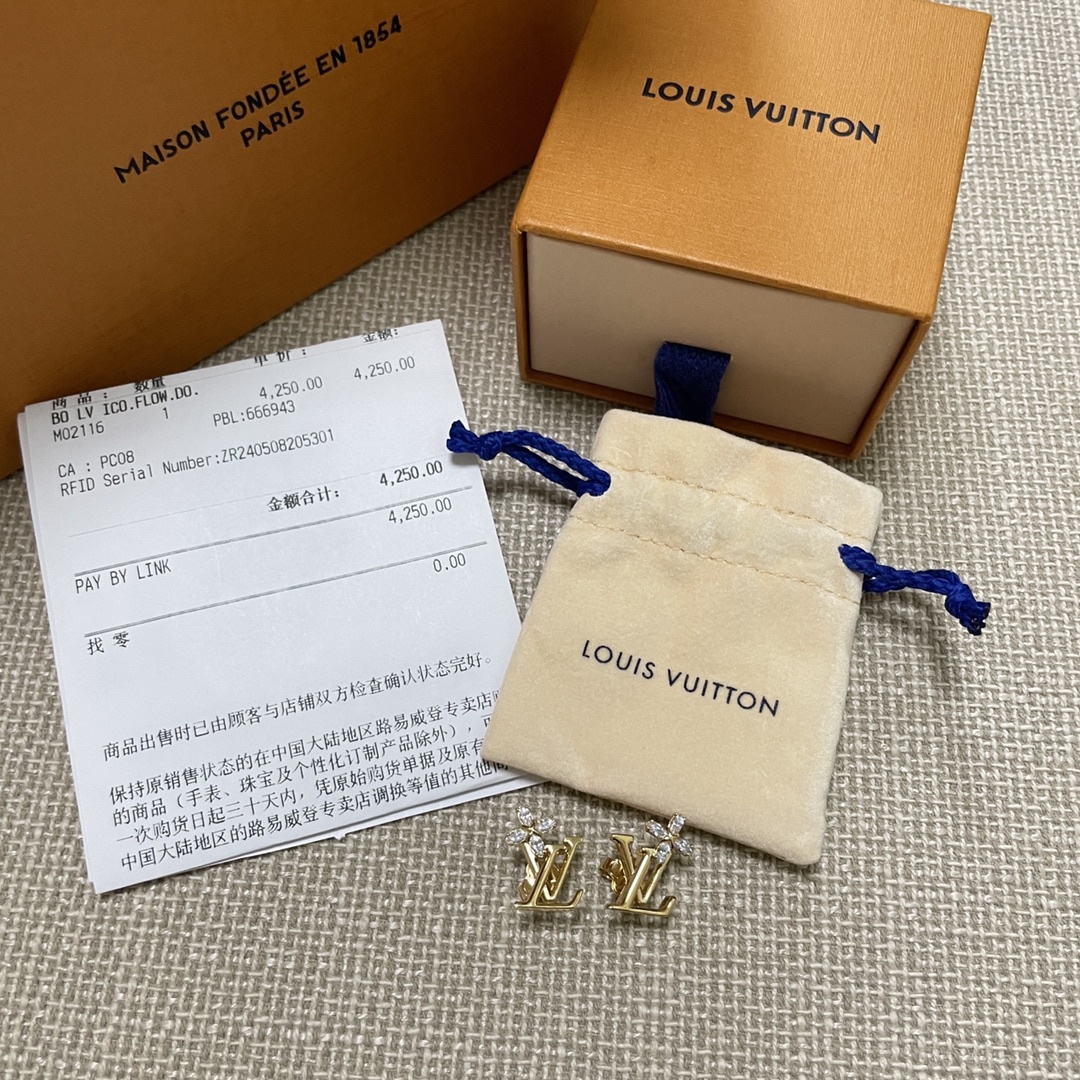 MAISON FONDÉE EN 1854
PARIS
LOUIS VUITTON
商品: 数量 单价: 金额:
BO LV ICO.FLOW.DO.
M02116 1 4,250.00 4,250.00
PBL:666943
CA : PC08
RFID Serial Number:ZR240508205301
金额合计: 4,250.00
PAY BY LINK 4,250.00
找 零 0.00
商品出售时已由顾客与店铺双方检查确认状态完好。
保持原销售状态的在中国大陆地区路易威登专卖店
的商品(手表、珠宝及个性化订制产品除外),可
一次购货日起三十天内,凭原始购货单据及原有
中国大陆地区的路易威登专卖店调换等值的其他商
LOUIS VUITTON